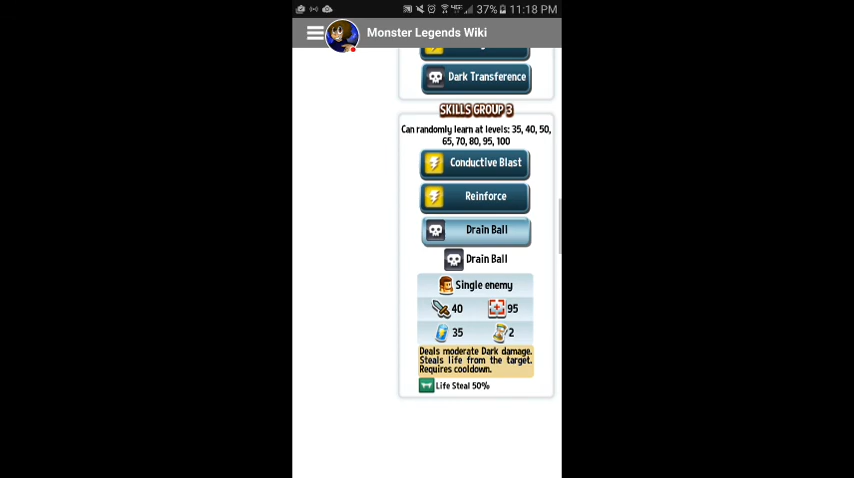 37% 11:18 PM
Monster Legends Wiki
Dark Transference
SKILLS GROUP 3
Can randomly learn at levels: 35, 40, 50,
65, 70, 80, 95, 100
Conductive Blast
Reinforce
Drain Ball
Drain Ball
Single enemy
40 95
35 2
Deals moderate Dark damage.
Steals life from the target.
Requires cooldown.
Life Steal 50%